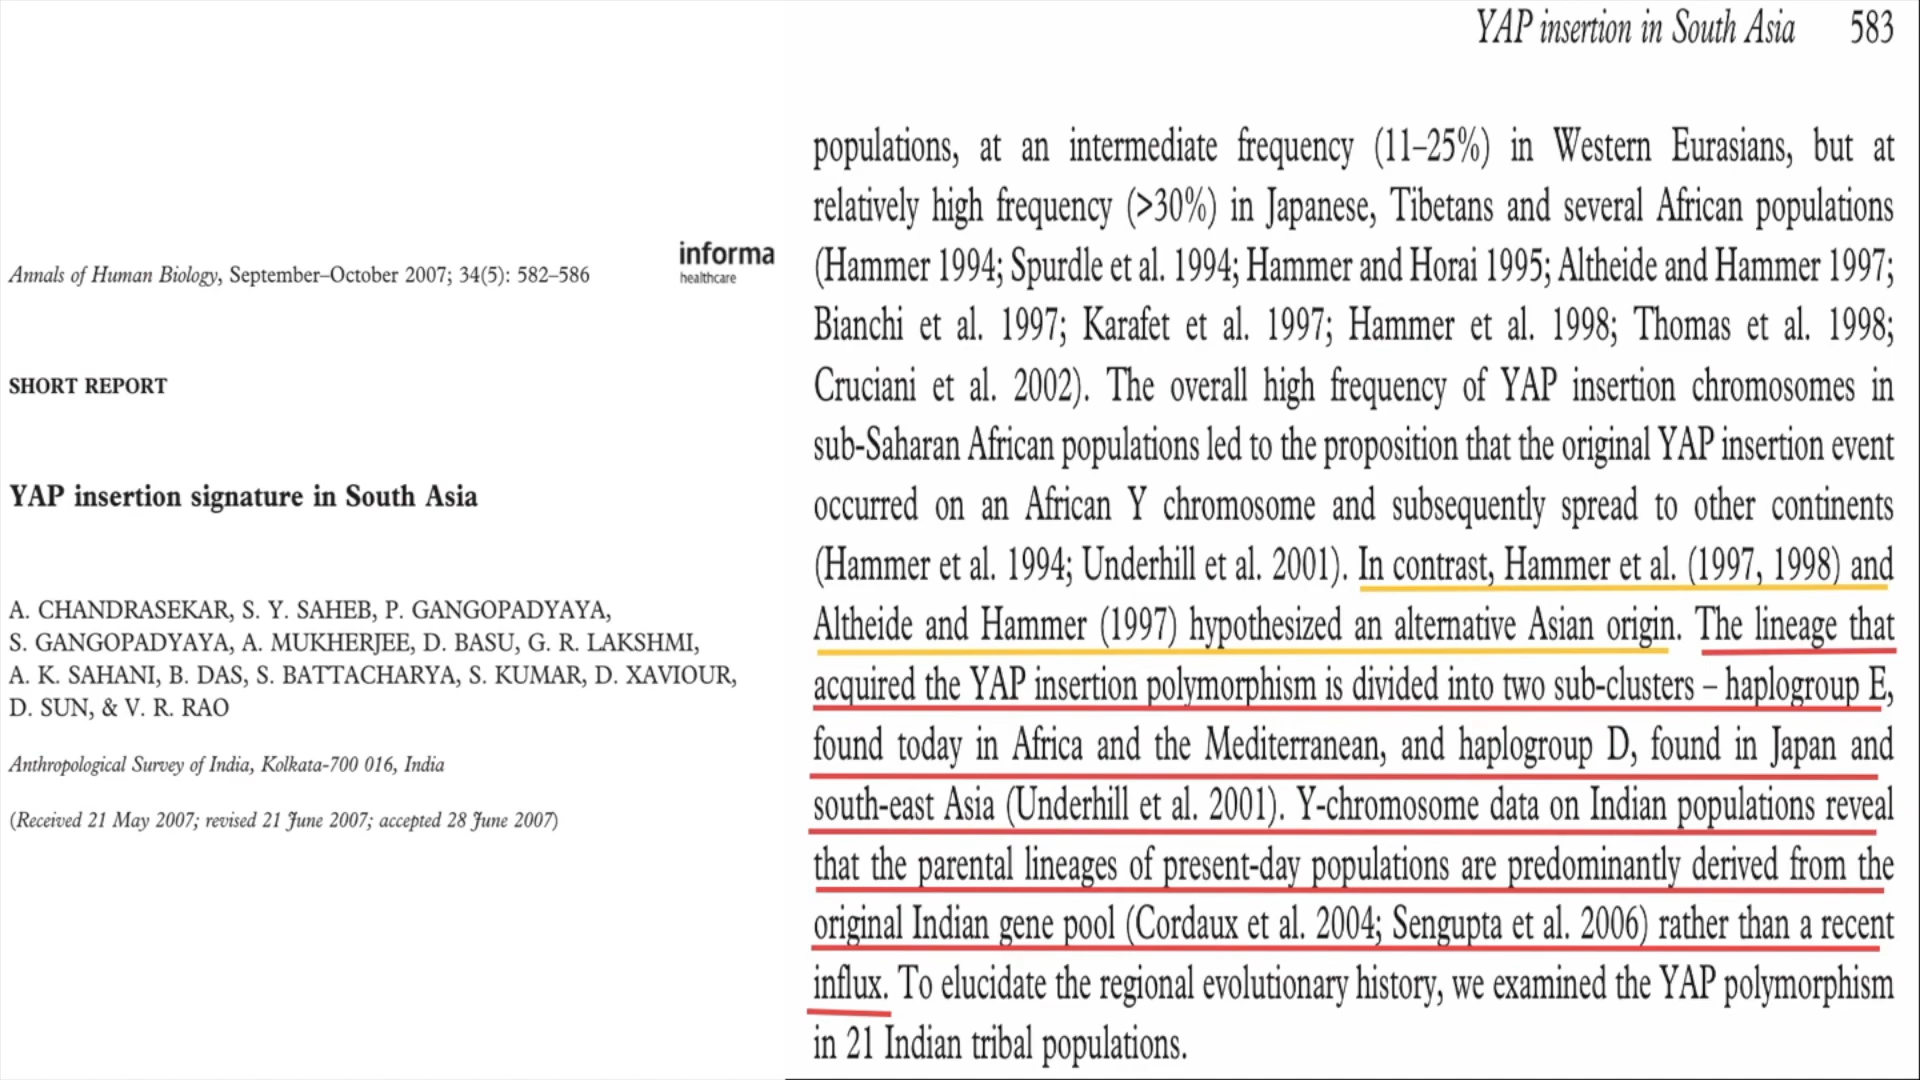 Annals of Human Biology, September–October 2007; 34(5): 582–586
informa
healthcare
SHORT REPORT
YAP insertion signature in South Asia
A. CHANDRASEKAR, S. Y. SAHEB, P. GANGOPADYAYA,
S. GANGOPADYAYA, A. MUKHERJEE, D. BASU, G. R. LAKSHMI,
A. K. SAHANI, B. DAS, S. BATTACHARYA, S. KUMAR, D. XAVIOUR,
D. SUN, & V. R. RAO
Anthropological Survey of India, Kolkata-700 016, India
(Received 21 May 2007; revised 21 June 2007; accepted 28 June 2007)
YAP insertion in South Asia 583
populations, at an intermediate frequency (11–25%) in Western Eurasians, but at
relatively high frequency (>30%) in Japanese, Tibetans and several African populations
(Hammer 1994; Spurdle et al. 1994; Hammer and Horai 1995; Altheide and Hammer 1997;
Bianchi et al. 1997; Karafet et al. 1997; Hammer et al. 1998; Thomas et al. 1998;
Cruciani et al. 2002). The overall high frequency of YAP insertion chromosomes in
sub-Saharan African populations led to the proposition that the original YAP insertion event
occurred on an African Y chromosome and subsequently spread to other continents
(Hammer et al. 1994; Underhill et al. 2001). In contrast, Hammer et al. (1997, 1998) and
Altheide and Hammer (1997) hypothesized an alternative Asian origin. The lineage that
acquired the YAP insertion polymorphism is divided into two sub-clusters – haplogroup E,
found today in Africa and the Mediterranean, and haplogroup D, found in Japan and
south-east Asia (Underhill et al. 2001). Y-chromosome data on Indian populations reveal
that the parental lineages of present-day populations are predominantly derived from the
original Indian gene pool (Cordaux et al. 2004; Sengupta et al. 2006) rather than a recent
influx. To elucidate the regional evolutionary history, we examined the YAP polymorphism
in 21 Indian tribal populations.